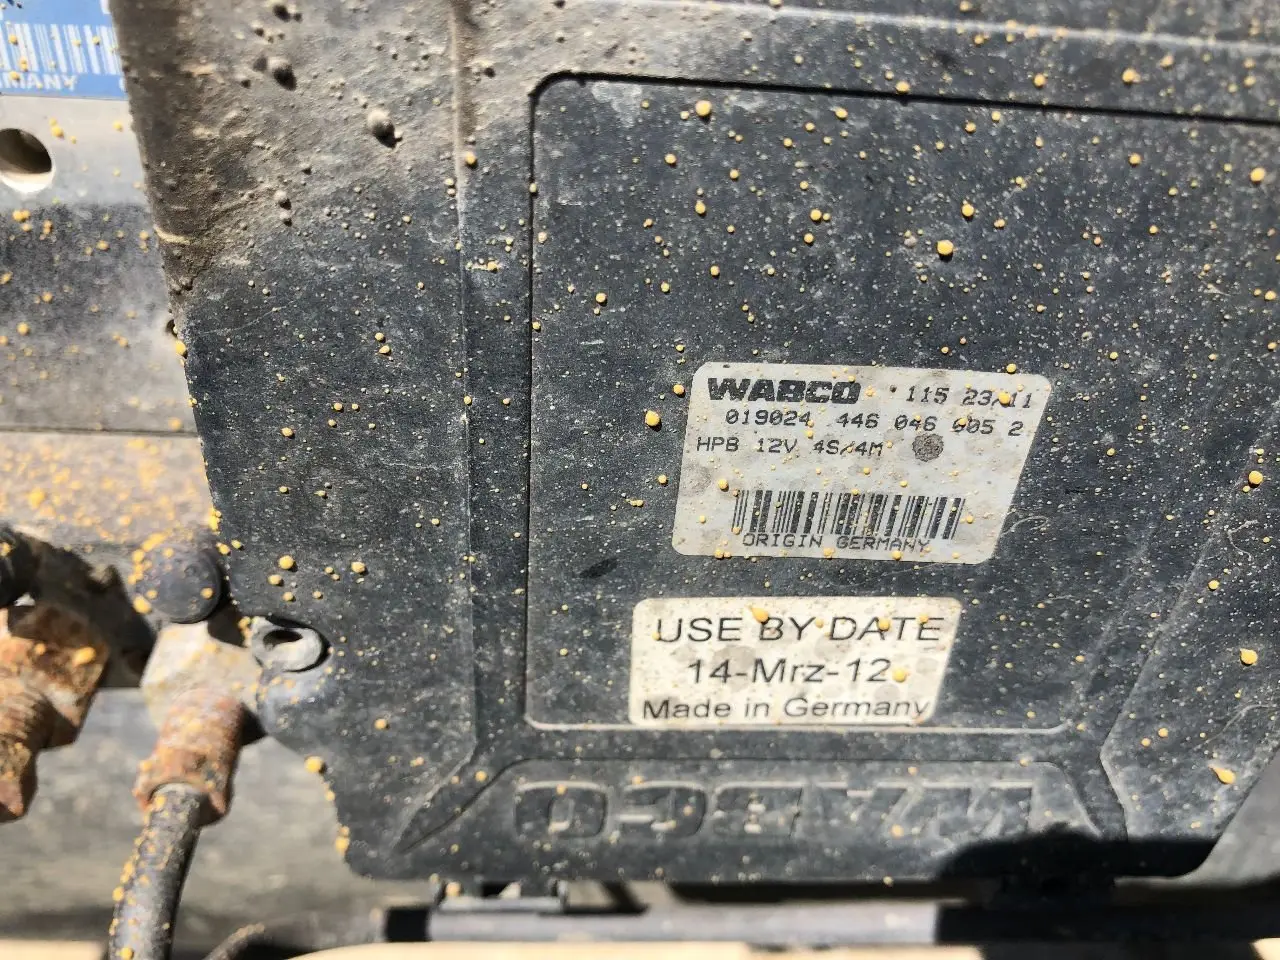 WABCO 115 23/11
019024 446 046 005 2
HPB 12V 4S/4M
ORIGIN GERMANY
USE BY DATE
14-Mrz-12
Made in Germany
WABCO